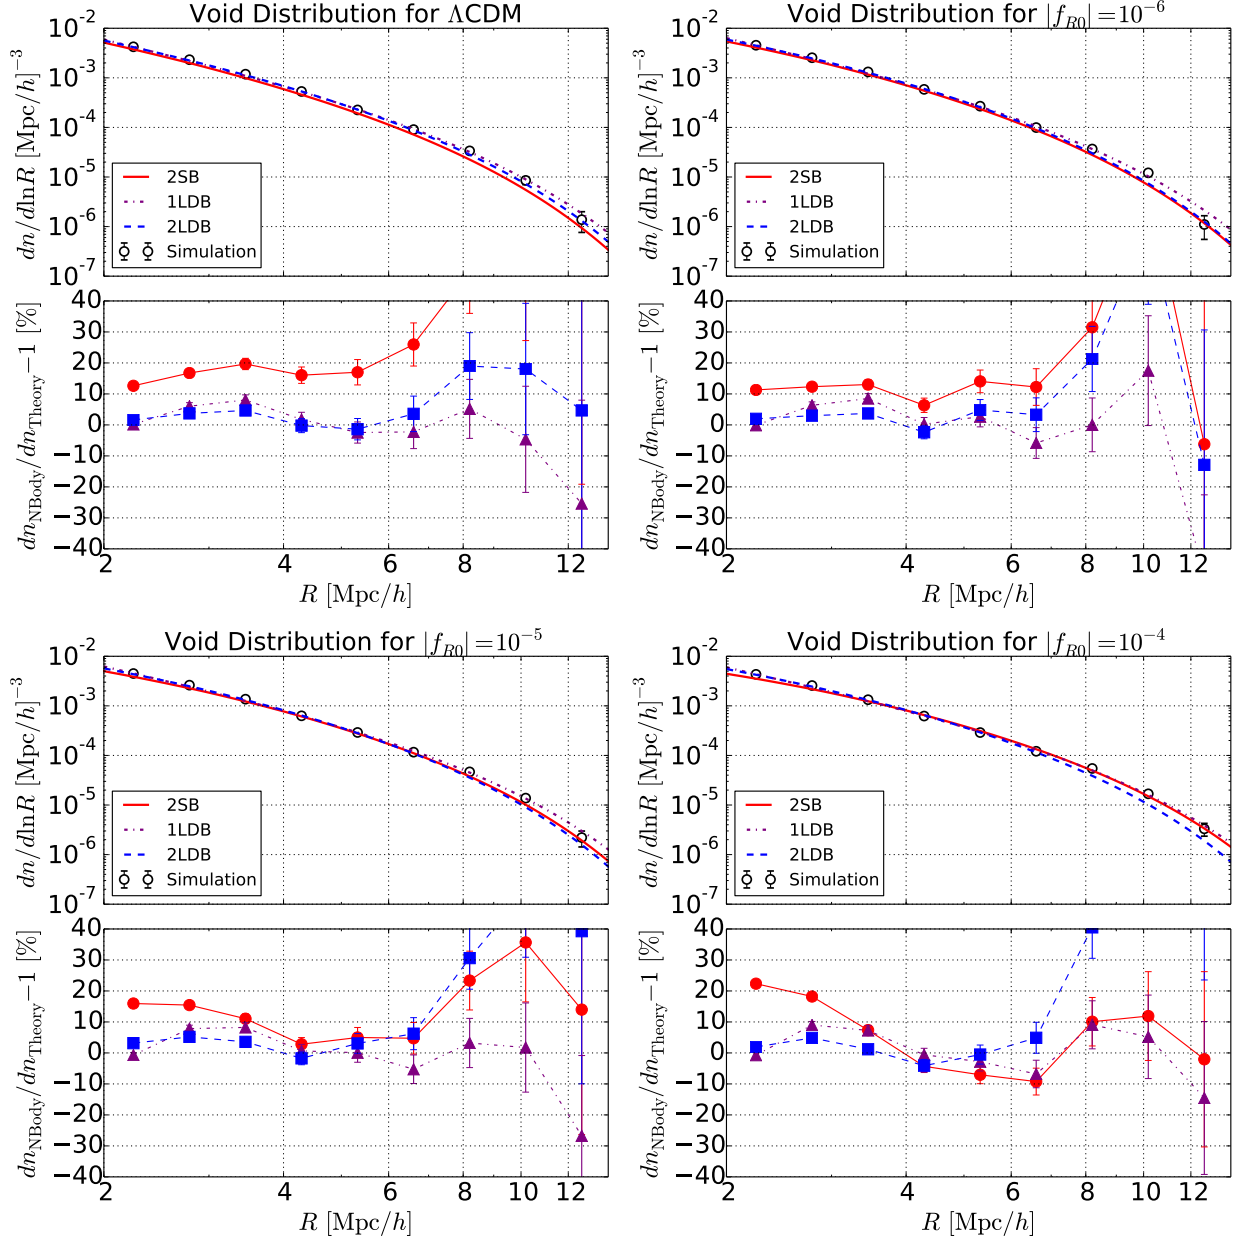 Void Distribution for ΛCDM
10⁻²
10⁻³
10⁻⁴
10⁻⁵
10⁻⁶
10⁻⁷
dn/dlnR [Mpc/h]⁻³
2SB
1LDB
2LDB
Simulation
40
30
20
10
0
−10
−20
−30
−40
dn_NBody/dn_Theory−1 [%]
2 4 6 8 10 12
R [Mpc/h]
Void Distribution for |f_R0|=10⁻⁶
10⁻²
10⁻³
10⁻⁴
10⁻⁵
10⁻⁶
10⁻⁷
dn/dlnR [Mpc/h]⁻³
2SB
1LDB
2LDB
Simulation
40
30
20
10
0
−10
−20
−30
−40
dn_NBody/dn_Theory−1 [%]
2 4 6 8 10 12
R [Mpc/h]
Void Distribution for |f_R0|=10⁻⁵
10⁻²
10⁻³
10⁻⁴
10⁻⁵
10⁻⁶
10⁻⁷
dn/dlnR [Mpc/h]⁻³
2SB
1LDB
2LDB
Simulation
40
30
20
10
0
−10
−20
−30
−40
dn_NBody/dn_Theory−1 [%]
2 4 6 8 10 12
R [Mpc/h]
Void Distribution for |f_R0|=10⁻⁴
10⁻²
10⁻³
10⁻⁴
10⁻⁵
10⁻⁶
10⁻⁷
dn/dlnR [Mpc/h]⁻³
2SB
1LDB
2LDB
Simulation
40
30
20
10
0
−10
−20
−30
−40
dn_NBody/dn_Theory−1 [%]
2 4 6 8 10 12
R [Mpc/h]